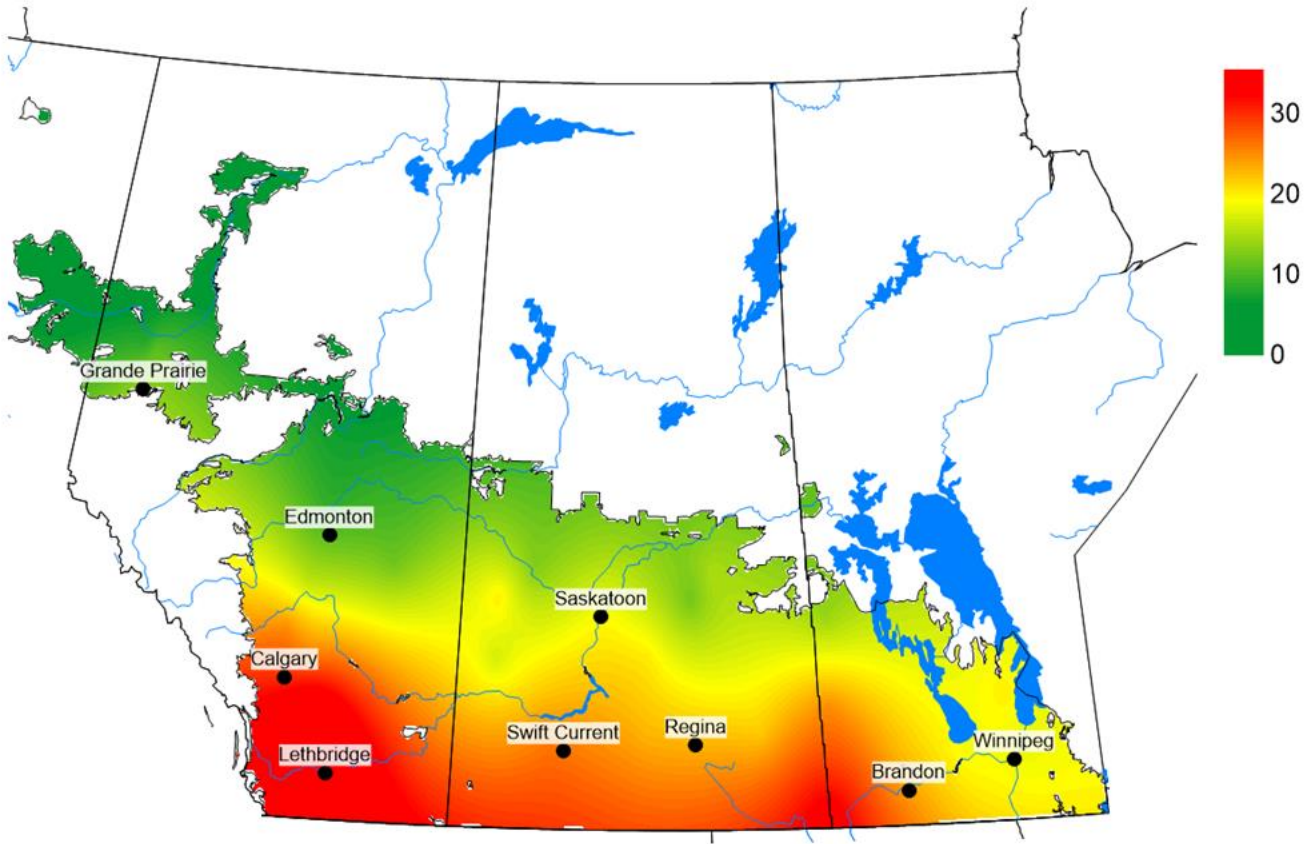 30
20
10
0
Grande Prairie
Edmonton
Saskatoon
Calgary
Swift Current
Regina
Lethbridge
Winnipeg
Brandon